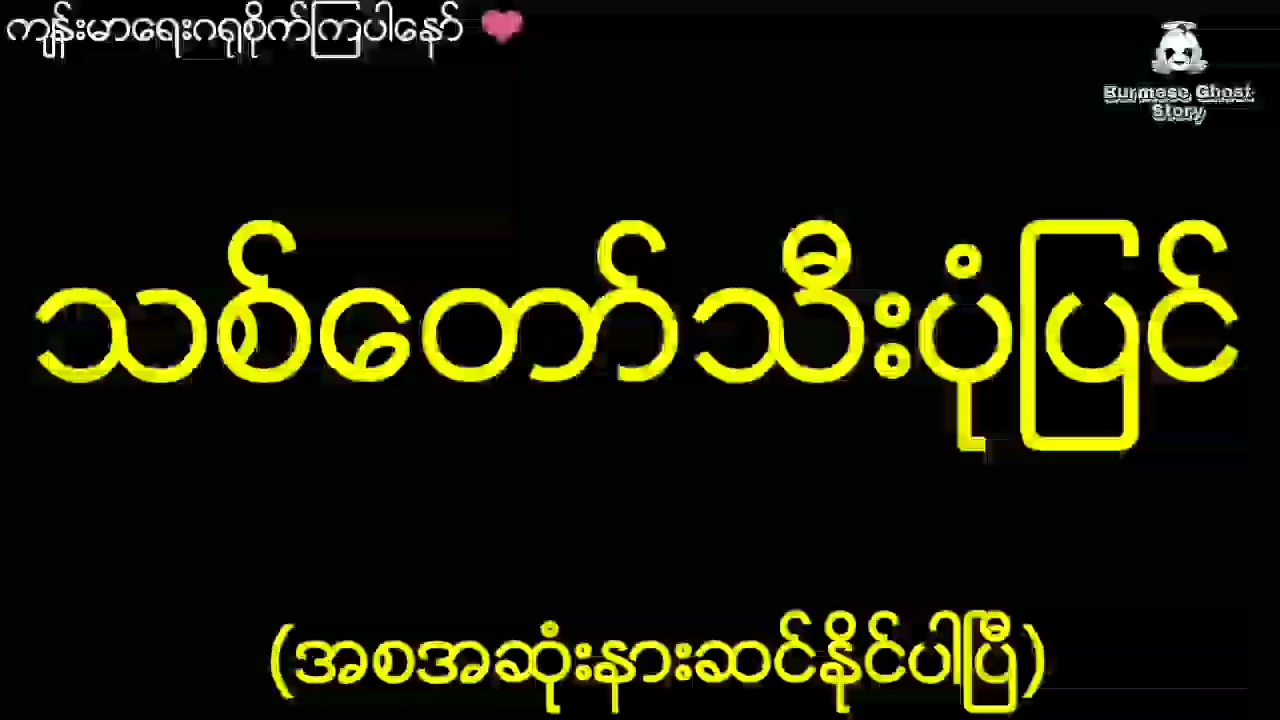 ကျန်းမာရေးဂရုစိုက်ကြပါနော် ❤
Burmese Ghost
Story
သစ်တော်သီးပုံပြင်
(အစအဆုံးနားဆင်နိုင်ပါပြီ)